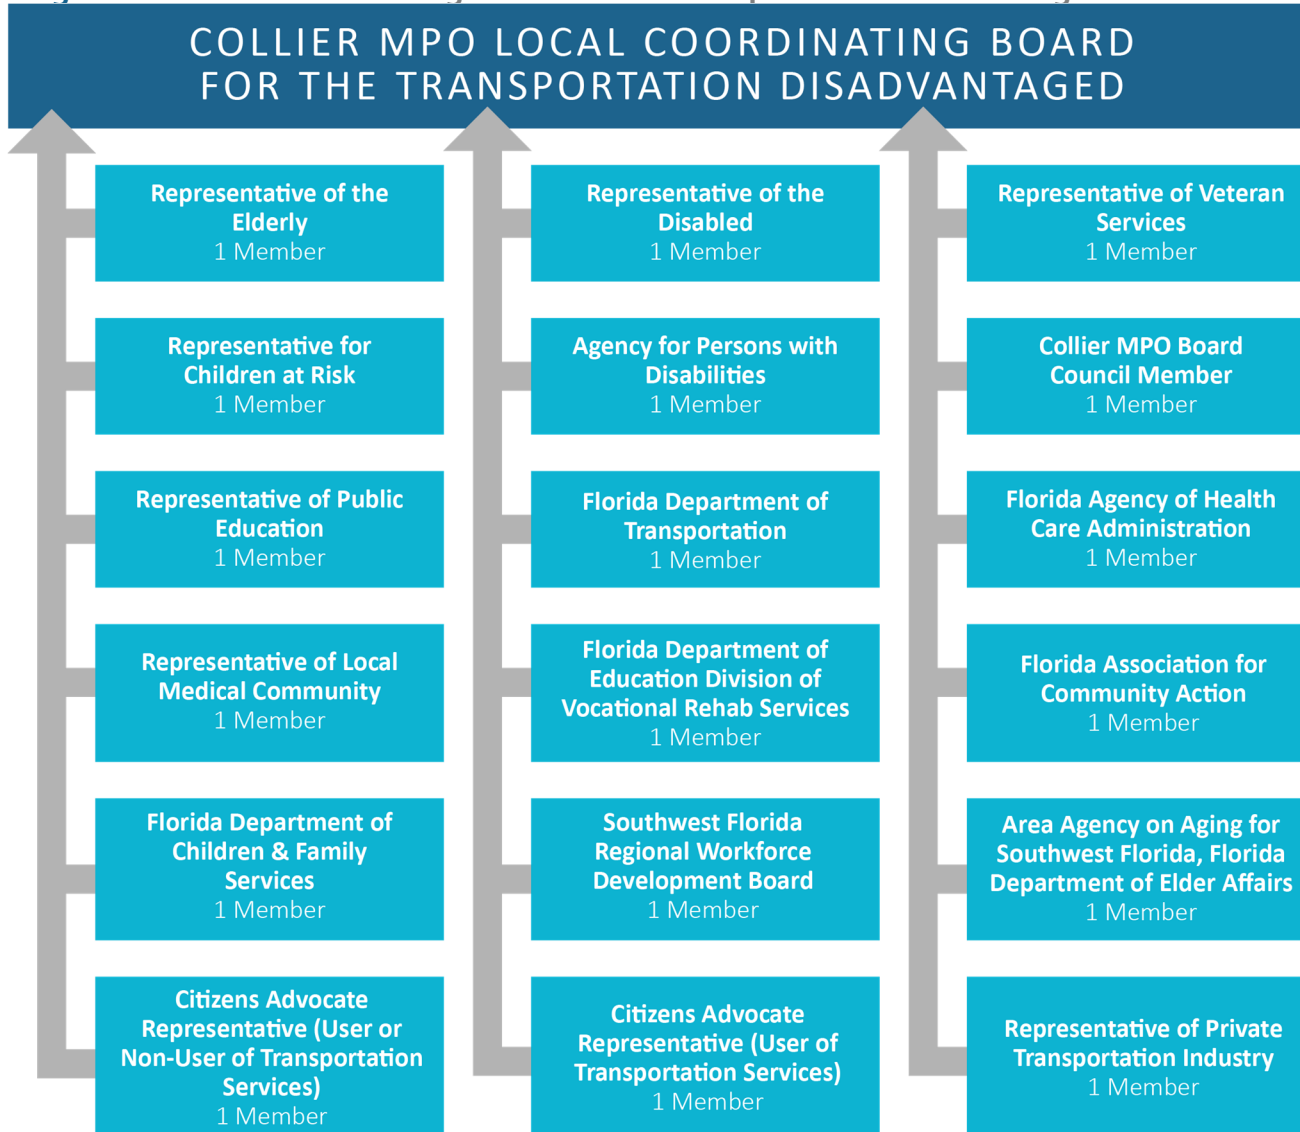 COLLIER MPO LOCAL COORDINATING BOARD
FOR THE TRANSPORTATION DISADVANTAGED
Representative of the
Elderly
1 Member
Representative of the
Disabled
1 Member
Representative of Veteran
Services
1 Member
Representative for
Children at Risk
1 Member
Agency for Persons with
Disabilities
1 Member
Collier MPO Board
Council Member
1 Member
Representative of Public
Education
1 Member
Florida Department of
Transportation
1 Member
Florida Agency of Health
Care Administration
1 Member
Representative of Local
Medical Community
1 Member
Florida Department of
Education Division of
Vocational Rehab Services
1 Member
Florida Association for
Community Action
1 Member
Florida Department of
Children & Family
Services
1 Member
Southwest Florida
Regional Workforce
Development Board
1 Member
Area Agency on Aging for
Southwest Florida, Florida
Department of Elder Affairs
1 Member
Citizens Advocate
Representative (User or
Non-User of Transportation
Services)
1 Member
Citizens Advocate
Representative (User of
Transportation Services)
1 Member
Representative of Private
Transportation Industry
1 Member